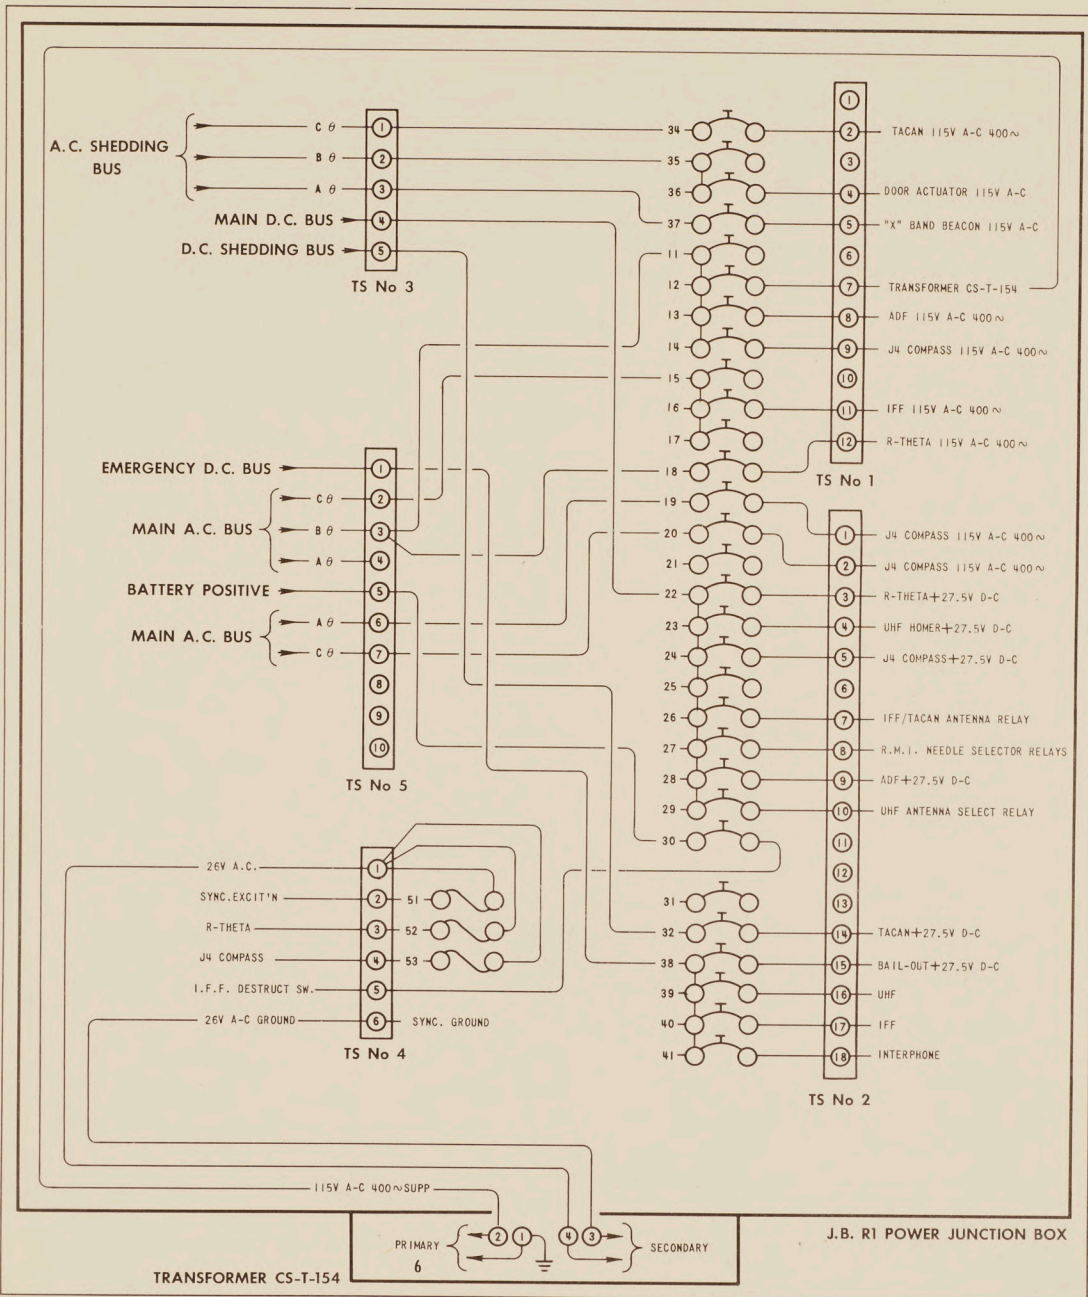 A.C. SHEDDING
BUS
C θ
B θ
A θ
MAIN D.C. BUS
D.C. SHEDDING BUS
1
2
3
4
5
TS No 3
EMERGENCY D.C. BUS
C θ
MAIN A.C. BUS
B θ
A θ
BATTERY POSITIVE
A θ
MAIN A.C. BUS
C θ
1
2
3
4
5
6
7
8
9
10
TS No 5
26V A.C.
SYNC.EXCIT'N
R-THETA
J4 COMPASS
I.F.F. DESTRUCT SW.
26V A-C GROUND
1
2
3
4
5
6
51
52
53
SYNC. GROUND
TS No 4
34
35
36
37
11
12
13
14
15
16
17
18
19
20
21
22
23
24
25
26
27
28
29
30
31
32
38
39
40
41
1
2 TACAN 115V A-C 400~
3
4 DOOR ACTUATOR 115V A-C
5 "X" BAND BEACON 115V A-C
6
7 TRANSFORMER CS-T-154
8 ADF 115V A-C 400~
9 J4 COMPASS 115V A-C 400~
10
11 IFF 115V A-C 400~
12 R-THETA 115V A-C 400~
TS No 1
1 J4 COMPASS 115V A-C 400~
2 J4 COMPASS 115V A-C 400~
3 R-THETA+27.5V D-C
4 UHF HOMER+27.5V D-C
5 J4 COMPASS+27.5V D-C
6
7 IFF/TACAN ANTENNA RELAY
8 R.M.I. NEEDLE SELECTOR RELAYS
9 ADF+27.5V D-C
10 UHF ANTENNA SELECT RELAY
11
12
13
14 TACAN+27.5V D-C
15 BAIL-OUT+27.5V D-C
16 UHF
17 IFF
18 INTERPHONE
TS No 2
115V A-C 400~SUPP
PRIMARY
6
2
1
4
3
SECONDARY
J.B. R1 POWER JUNCTION BOX
TRANSFORMER CS-T-154